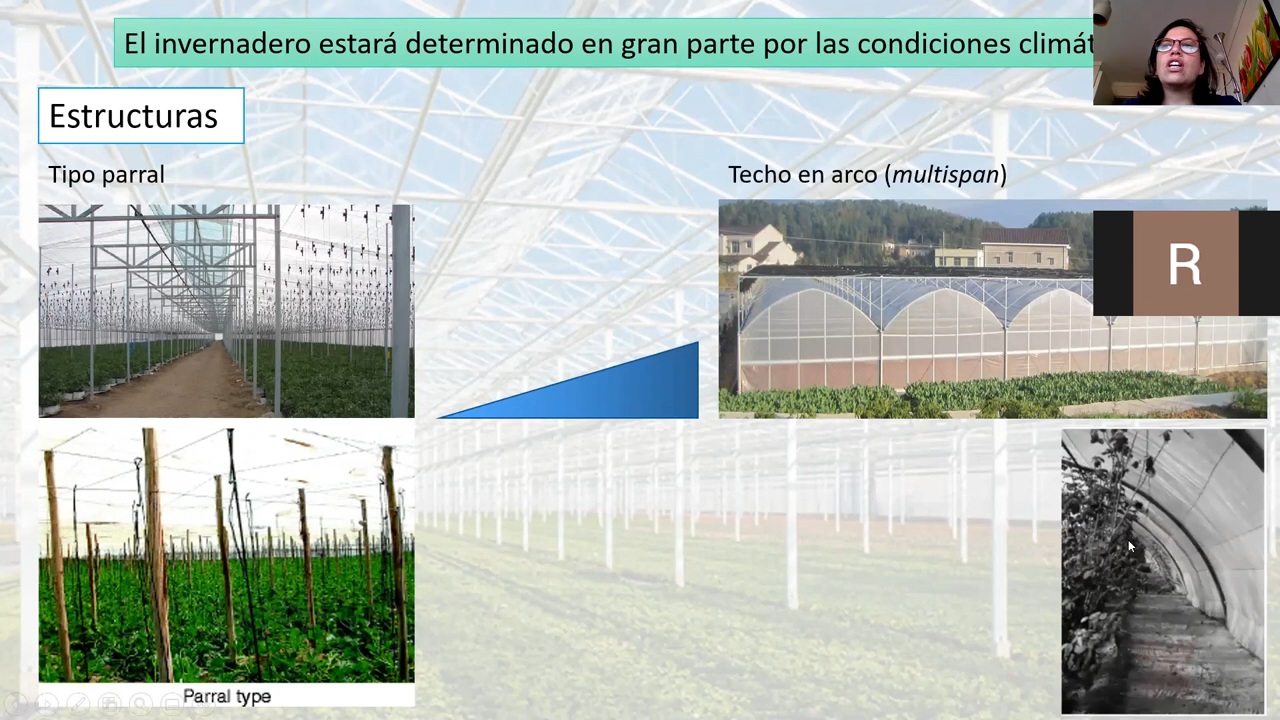 El invernadero estará determinado en gran parte por las condiciones climát
Estructuras
Tipo parral
Techo en arco (multispan)
R
Parral type